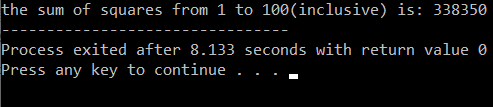 the sum of squares from 1 to 100(inclusive) is: 338350
--------------------------------
Process exited after 8.133 seconds with return value 0
Press any key to continue . . .